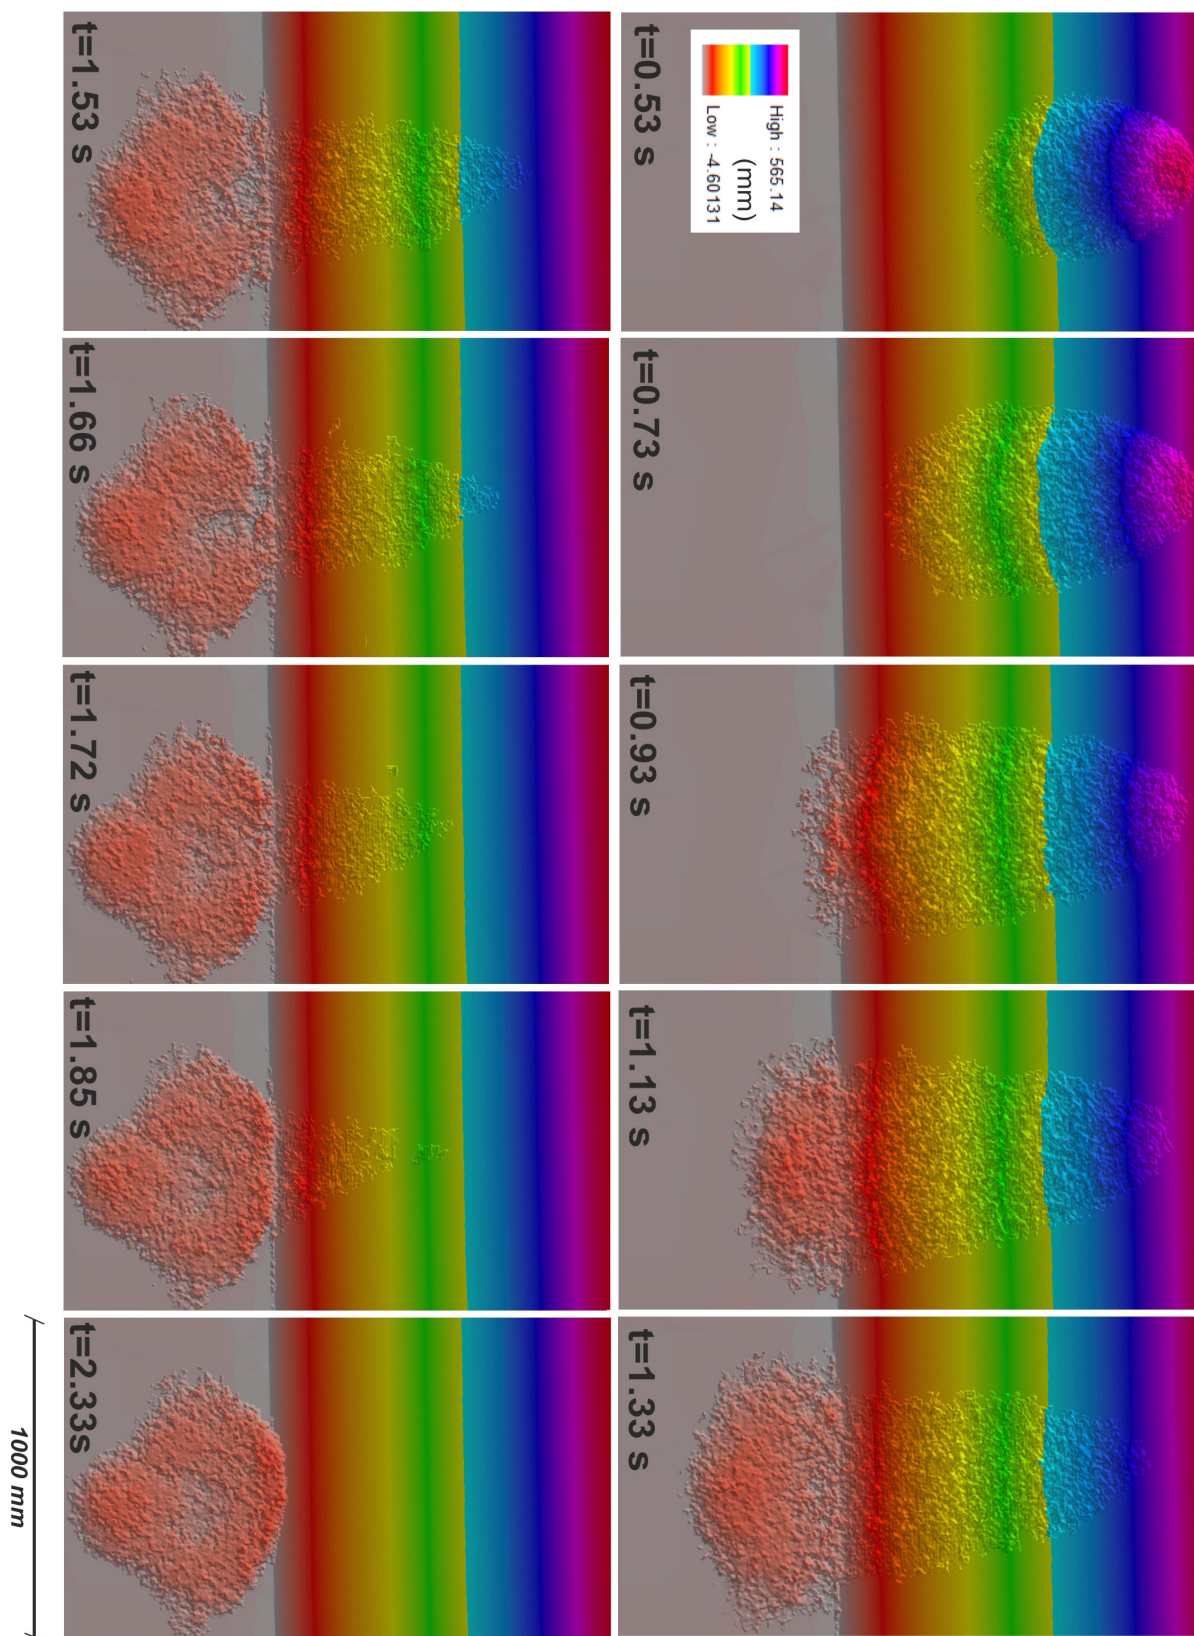 t=0.53 s
High : 565.14
(mm)
Low : -4.60131
t=0.73 s
t=0.93 s
t=1.13 s
t=1.33 s
t=1.53 s
t=1.66 s
t=1.72 s
t=1.85 s
t=2.33s
1000 mm